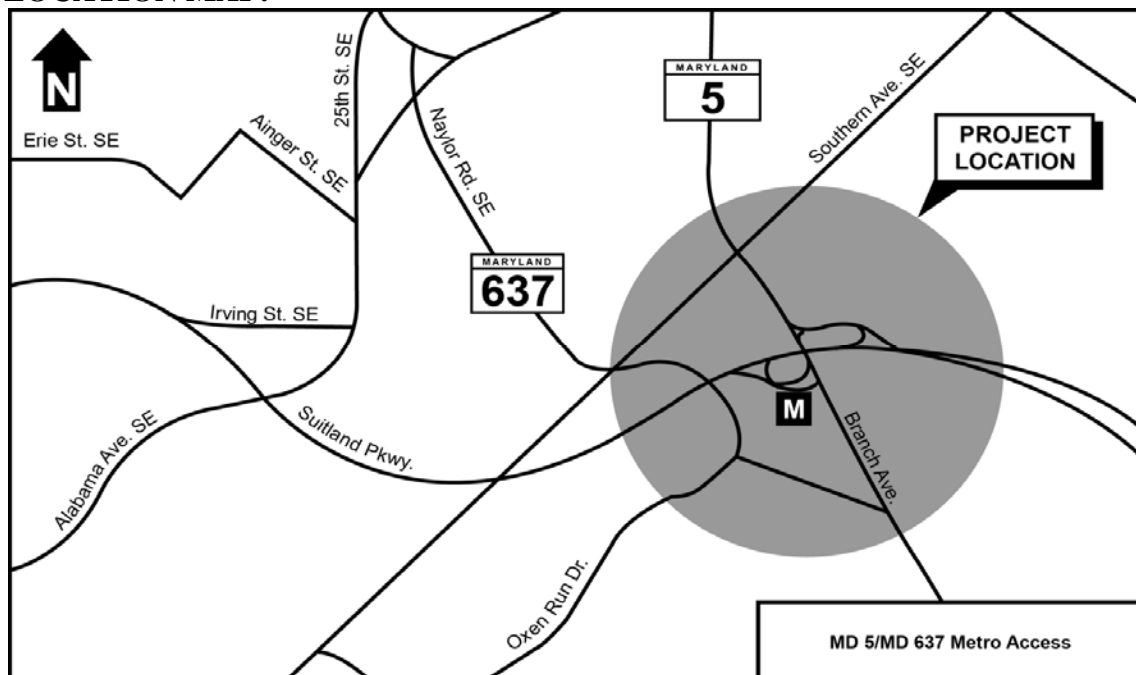 LOCATION MAP:
N
Erie St. SE
Ainger St. SE
25th St. SE
Naylor Rd. SE
MARYLAND
5
Southern Ave. SE
PROJECT
LOCATION
MARYLAND
637
Irving St. SE
Alabama Ave. SE
Suitland Pkwy.
M
Branch Ave.
Oxen Run Dr.
MD 5/MD 637 Metro Access